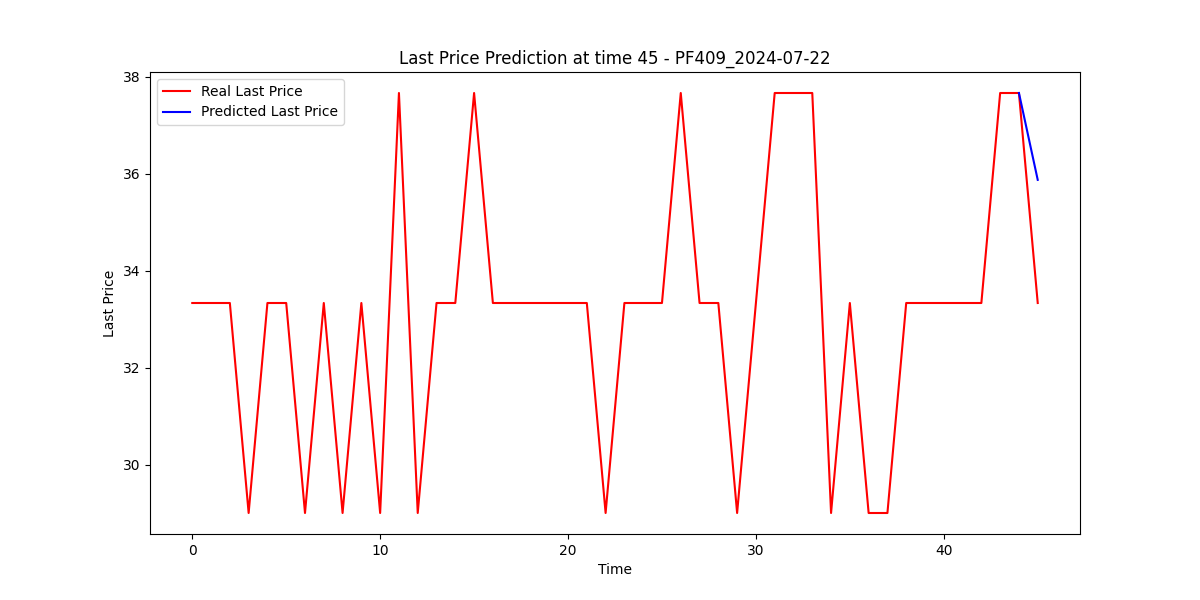 Last Price Prediction at time 45 - PF409_2024-07-22
Real Last Price
Predicted Last Price
38
36
34
32
30
Last Price
0 10 20 30 40
Time